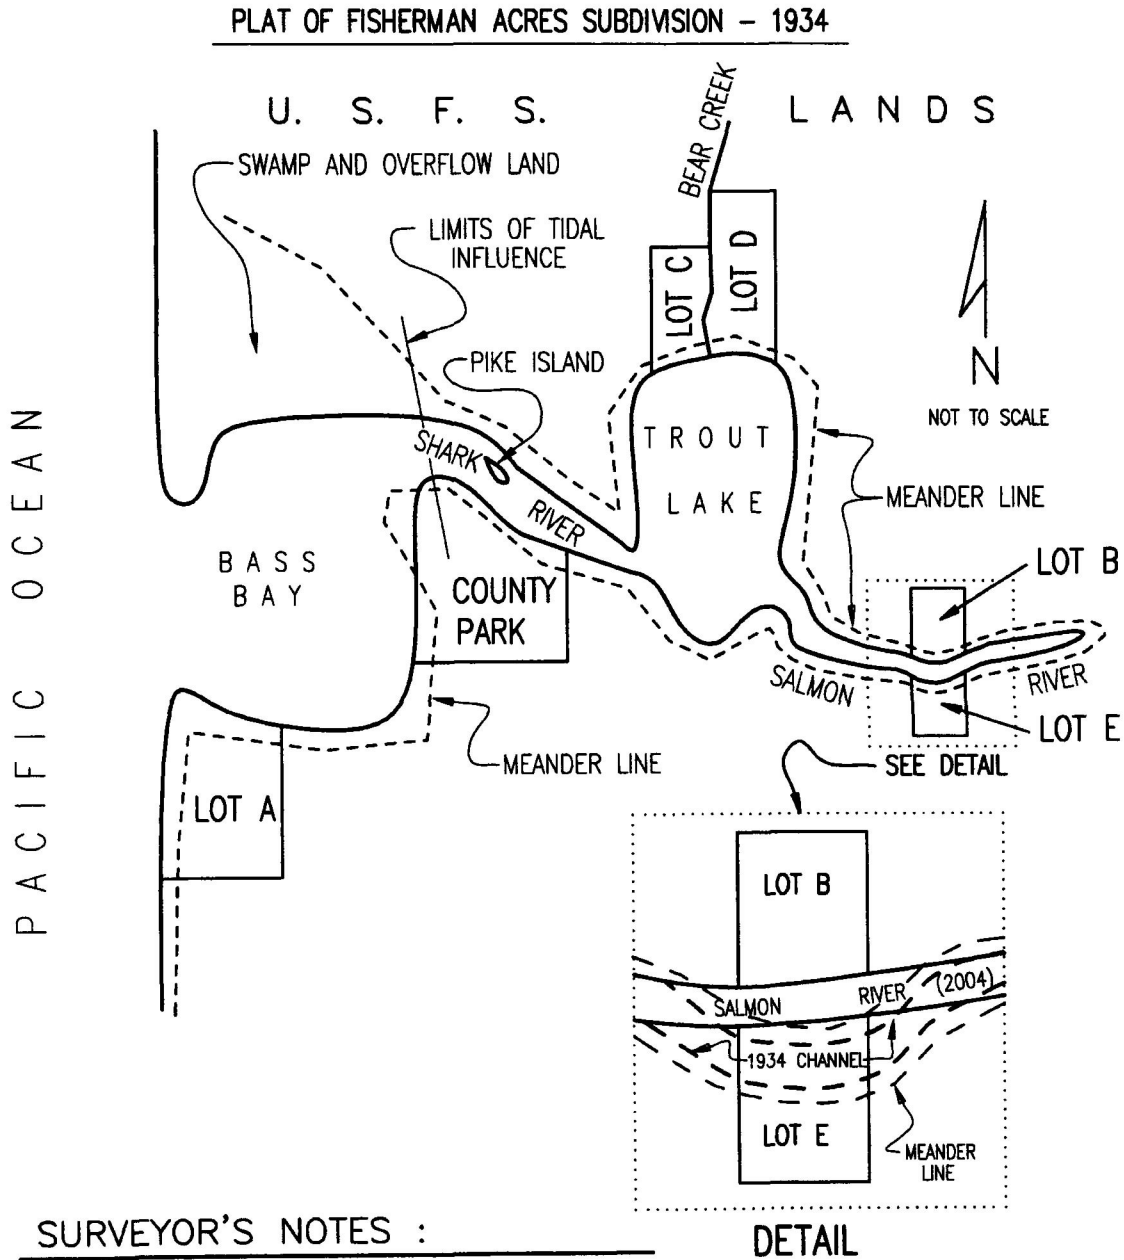 PLAT OF FISHERMAN ACRES SUBDIVISION - 1934
U. S. F. S. LANDS
BEAR CREEK
SWAMP AND OVERFLOW LAND
LIMITS OF TIDAL
INFLUENCE
LOT C
LOT D
PIKE ISLAND
N
NOT TO SCALE
PACIFIC OCEAN
SHARK
RIVER
TROUT
LAKE
MEANDER LINE
BASS
BAY
COUNTY
PARK
LOT B
SALMON
RIVER
LOT E
MEANDER LINE
SEE DETAIL
LOT A
LOT B
SALMON
RIVER
(2004)
1934 CHANNEL
LOT E
MEANDER
LINE
SURVEYOR'S NOTES :
DETAIL